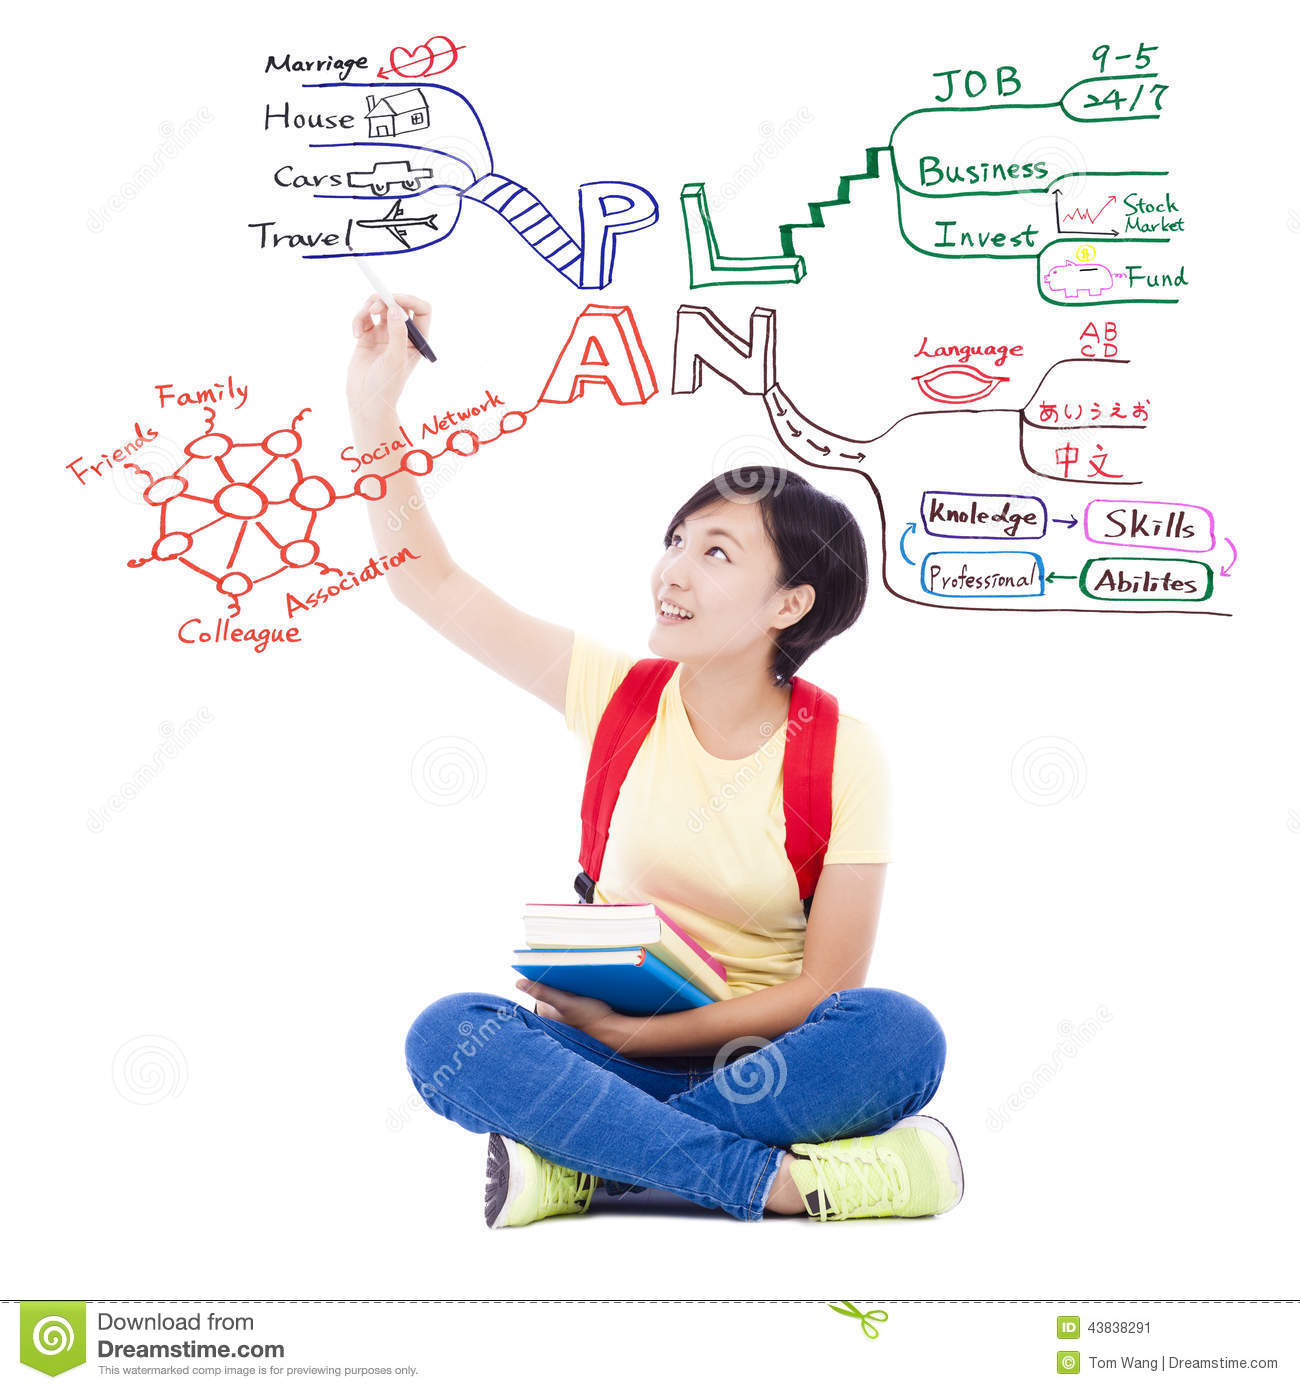 Marriage
House
Cars
Travel
PL
AN
JOB
9-5
24/7
Business
Invest
Stock
Market
Fund
Language
AB
CD
あいうえお
中文
Knoledge
Skills
Professional
Abilites
Social Network
Family
Friends
Association
Colleague
dreamstime
Download from
Dreamstime.com
This watermarked comp image is for previewing purposes only.
ID 43838291
© Tom Wang | Dreamstime.com